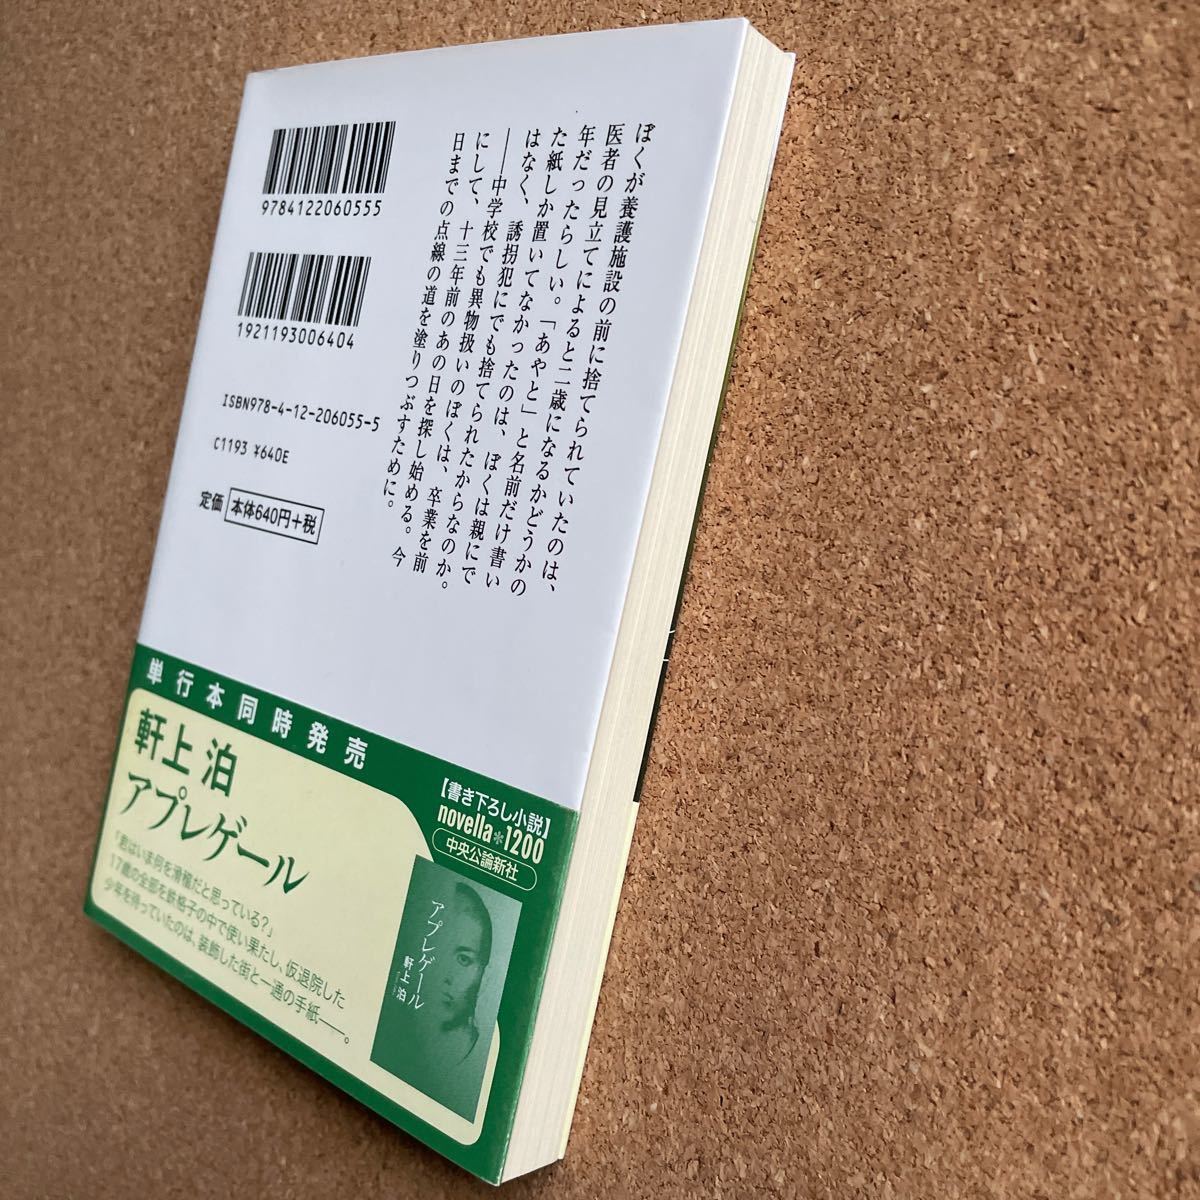 ぼくが養護施設の前に捨てられていたのは、
医者の見立てによると二歳になるかどうかの
年だったらしい。「あやと」と名前だけ書い
た紙しか置いてなかったのは、ぼくは親にで
はなく、誘拐犯にでも捨てられたからなのか。
――中学校でも異物扱いのぼくは、卒業を前
にして、十三年前のあの日を探し始める。今
日までの点線の道を塗りつぶすために。
9784122060555
1921193006404
ISBN978-4-12-206055-5
C1193 ¥640E
定価 本体640円+税
単行本同時発売
軒上 泊
アプレゲール
「君はいま何を滑稽だと思っている?」
17歳の全部を鉄格子の中で使い果たし、仮退院した
少年を待っていたのは、装飾した街と一通の手紙――。
【書き下ろし小説】
novella*1200
中央公論新社
アプレゲール
軒上 泊